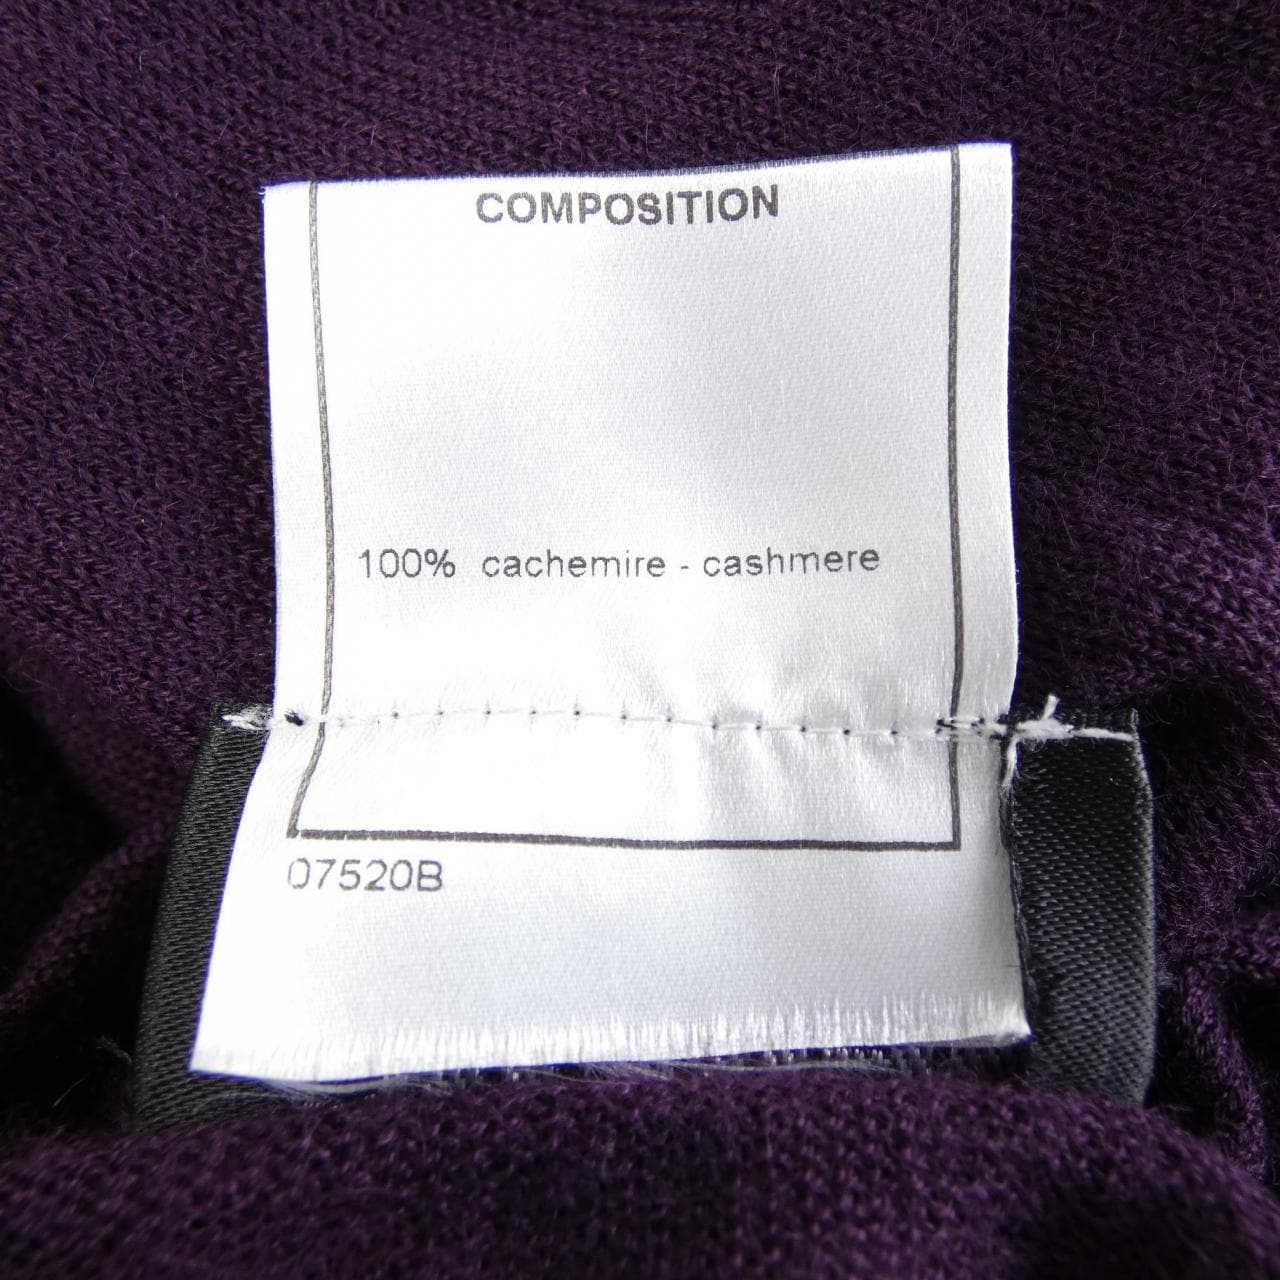 COMPOSITION
100% cachemire - cashmere
07520B